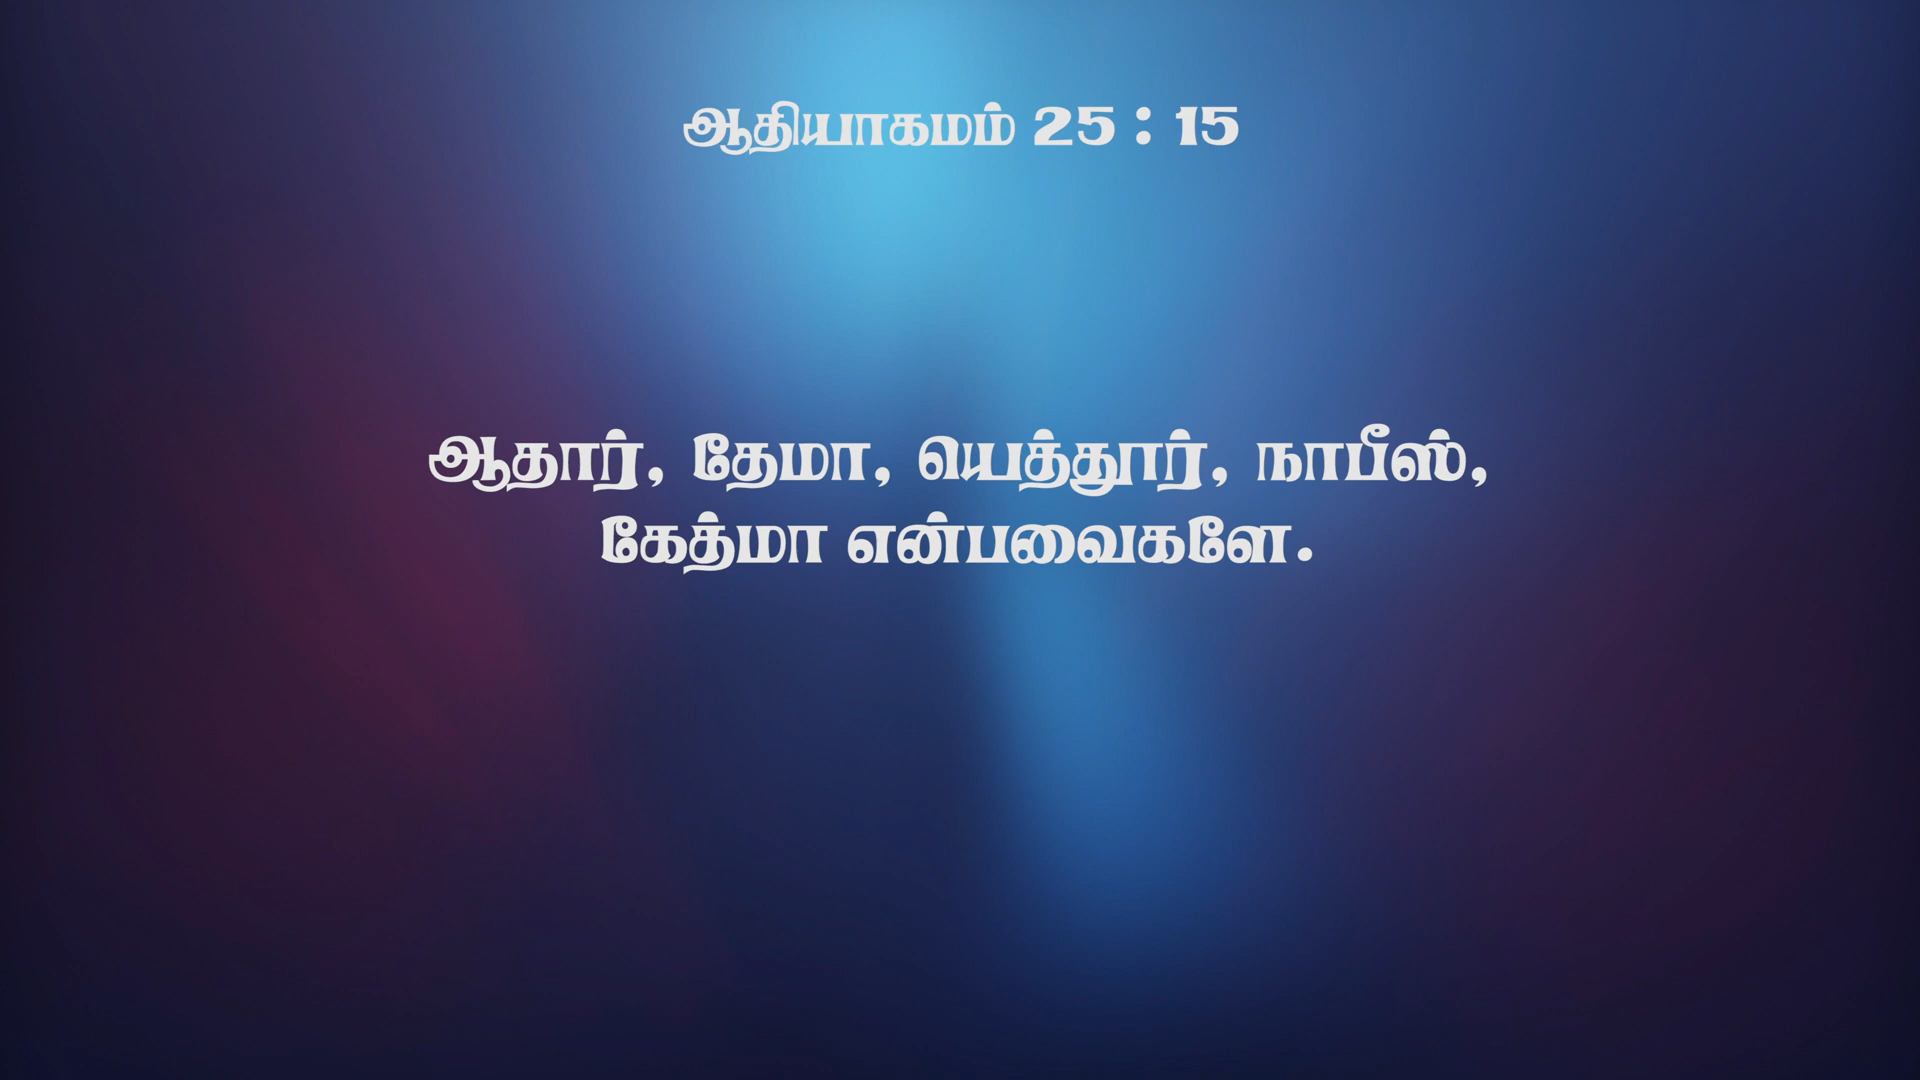 ஆதியாகமம் 25 : 15
ஆதார், தேமா, யெத்தூர், நாபீஸ்,
கேத்மா என்பவைகளே.